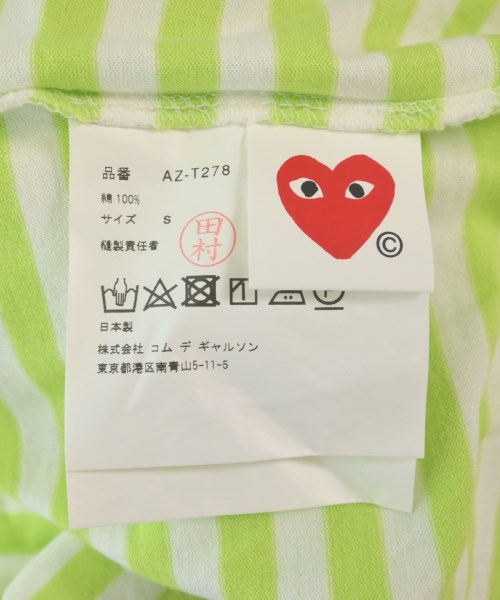 品番 AZ-T278
綿 100%
サイズ S
縫製責任者
田村
日本製
株式会社 コム デ ギャルソン
東京都港区南青山5-11-5
©